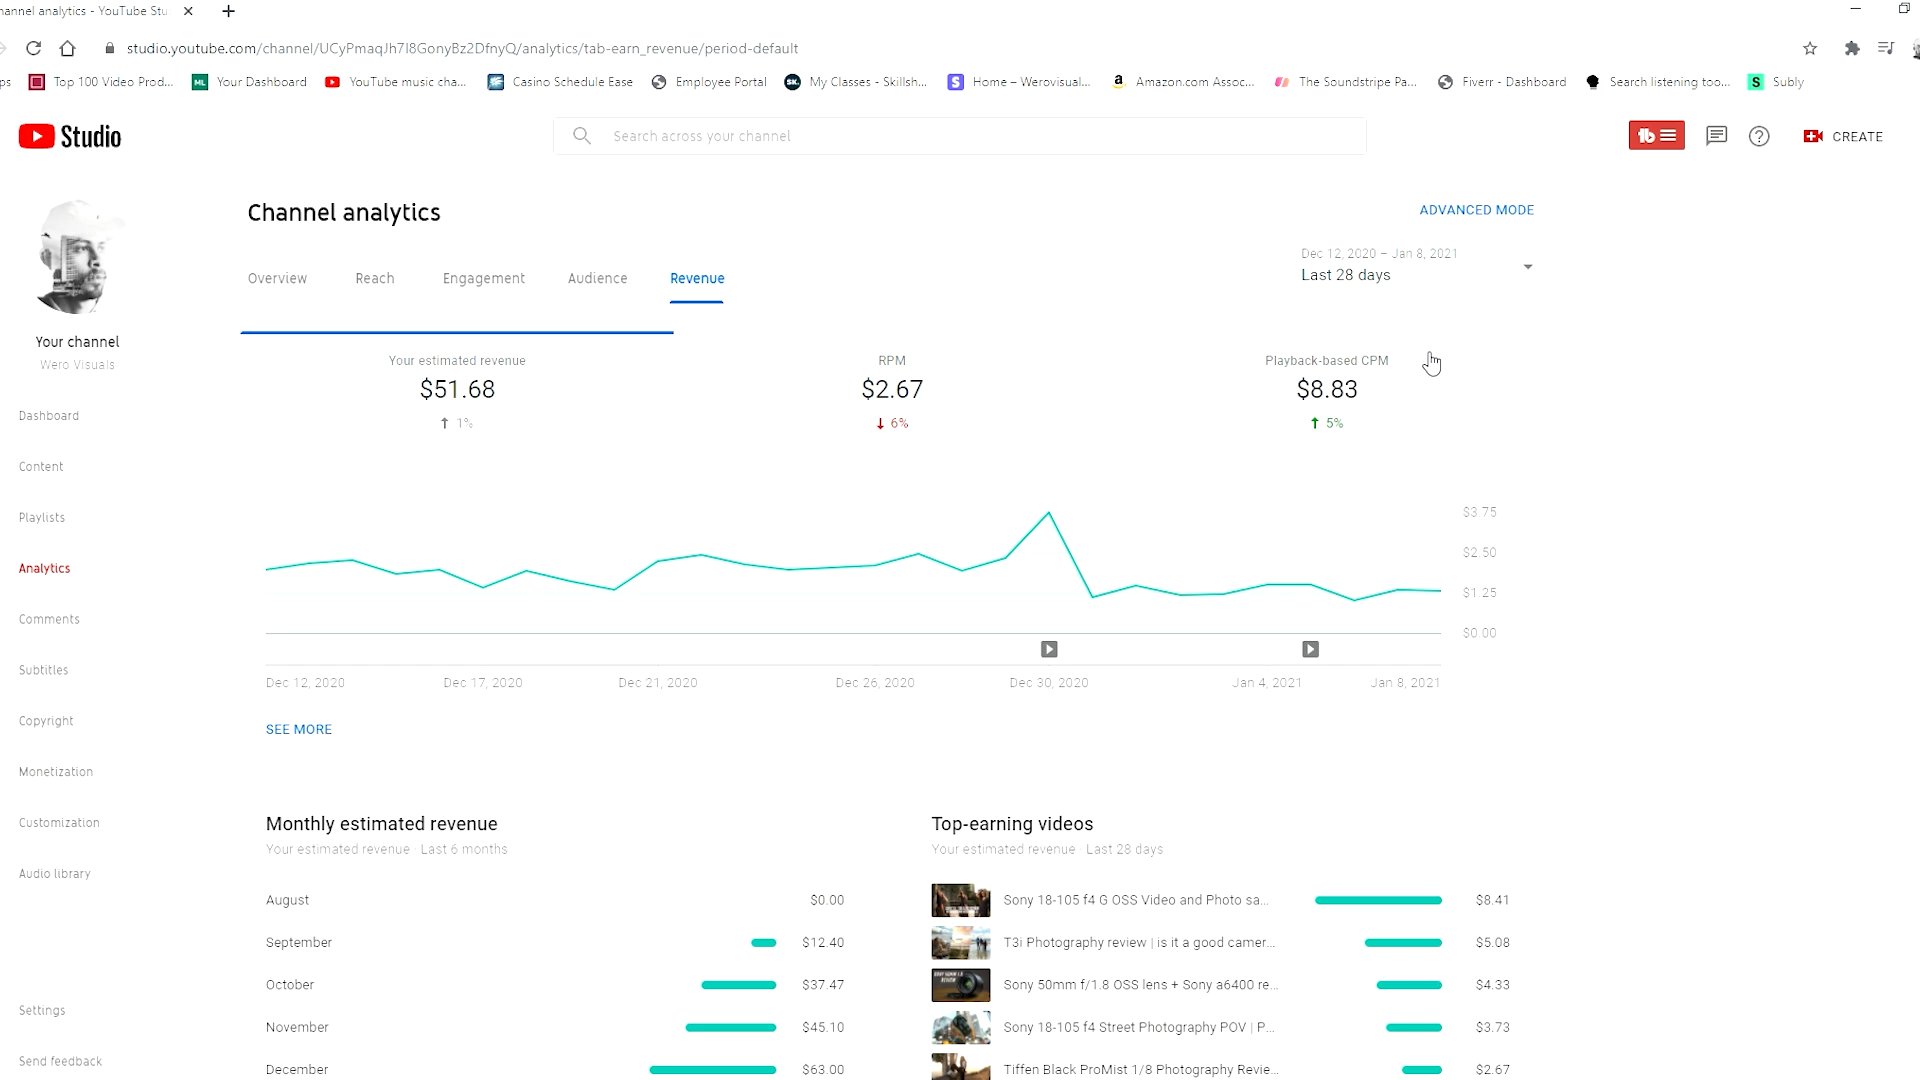 hannel analytics - YouTube Stu
studio.youtube.com/channel/UCyPmaqJh7I8GonyBz2DfnyQ/analytics/tab-earn_revenue/period-default
ps Top 100 Video Prod... ML Your Dashboard YouTube music cha... Casino Schedule Ease Employee Portal SK. My Classes - Skillsh... S Home – Werovisual... a Amazon.com Assoc... The Soundstripe Pa... Fiverr - Dashboard Search listening too... S Subly
Studio
Search across your channel
tb
CREATE
Channel analytics
ADVANCED MODE
Dec 12, 2020 – Jan 8, 2021
Last 28 days
Overview Reach Engagement Audience Revenue
Your channel
Wero Visuals
Dashboard
Content
Playlists
Analytics
Comments
Subtitles
Copyright
Monetization
Customization
Audio library
Settings
Send feedback
Your estimated revenue
$51.68
1%
RPM
$2.67
6%
Playback-based CPM
$8.83
5%
$3.75
$2.50
$1.25
$0.00
Dec 12, 2020 Dec 17, 2020 Dec 21, 2020 Dec 26, 2020 Dec 30, 2020 Jan 4, 2021 Jan 8, 2021
SEE MORE
Monthly estimated revenue
Your estimated revenue · Last 6 months
August $0.00
September $12.40
October $37.47
November $45.10
December $63.00
Top-earning videos
Your estimated revenue · Last 28 days
Sony 18-105 f4 G OSS Video and Photo sa... $8.41
T3i Photography review | is it a good camer... $5.08
Sony 50mm f/1.8 OSS lens + Sony a6400 re... $4.33
Sony 18-105 f4 Street Photography POV | P... $3.73
Tiffen Black ProMist 1/8 Photography Revie... $2.67